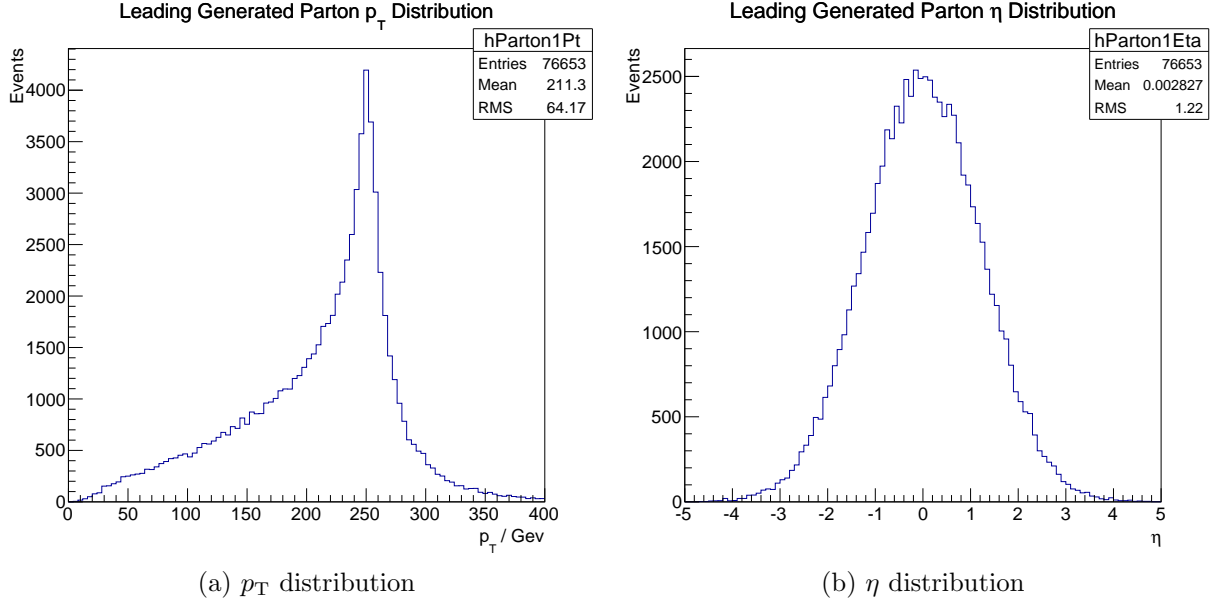 Leading Generated Parton p_T Distribution
hParton1Pt
Entries 76653
Mean 211.3
RMS 64.17
Events
4000
3500
3000
2500
2000
1500
1000
500
0
0 50 100 150 200 250 300 350 400
p_T / Gev
(a) p_T distribution
Leading Generated Parton η Distribution
hParton1Eta
Entries 76653
Mean 0.002827
RMS 1.22
Events
2500
2000
1500
1000
500
0
-5 -4 -3 -2 -1 0 1 2 3 4 5
η
(b) η distribution